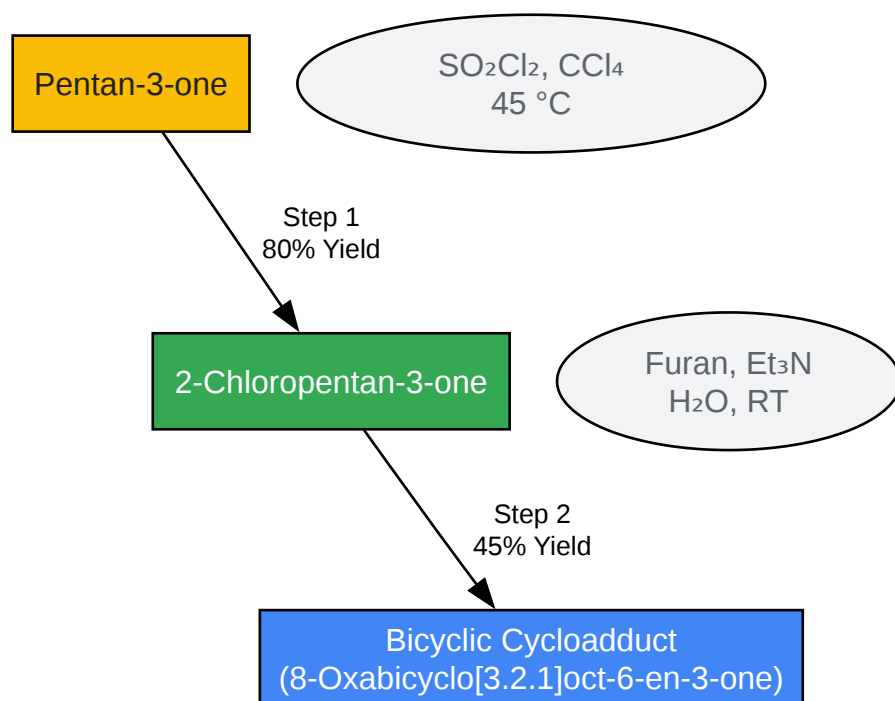 Pentan-3-one
SO₂Cl₂, CCl₄
45 °C
Step 1
80% Yield
2-Chloropentan-3-one
Furan, Et₃N
H₂O, RT
Step 2
45% Yield
Bicyclic Cycloadduct
(8-Oxabicyclo[3.2.1]oct-6-en-3-one)